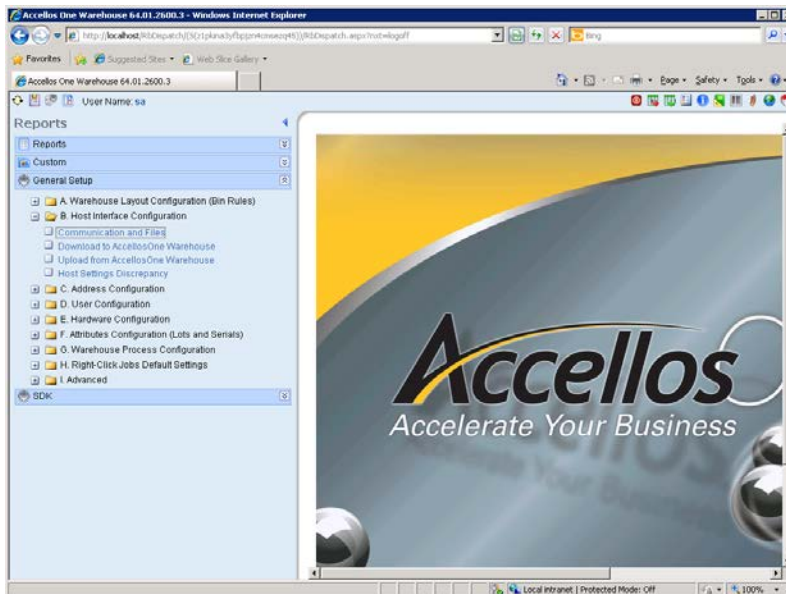 Accellos One Warehouse 64.01.2600.3 - Windows Internet Explorer
Bing
Favorites Suggested Sites Web Slice Gallery
Accellos One Warehouse 64.01.2600.3
Page Safety Tools
User Name: sa
Reports
Reports
Custom
General Setup
A. Warehouse Layout Configuration (Bin Rules)
B. Host Interface Configuration
Communication and Files
Download to AccellosOne Warehouse
Upload from AccellosOne Warehouse
Host Settings Discrepancy
C. Address Configuration
D. User Configuration
E. Hardware Configuration
F. Attributes Configuration (Lots and Serials)
G. Warehouse Process Configuration
H. Right-Click Jobs Default Settings
I. Advanced
SDK
Accellos
Accelerate Your Business
Local intranet | Protected Mode: Off
100%